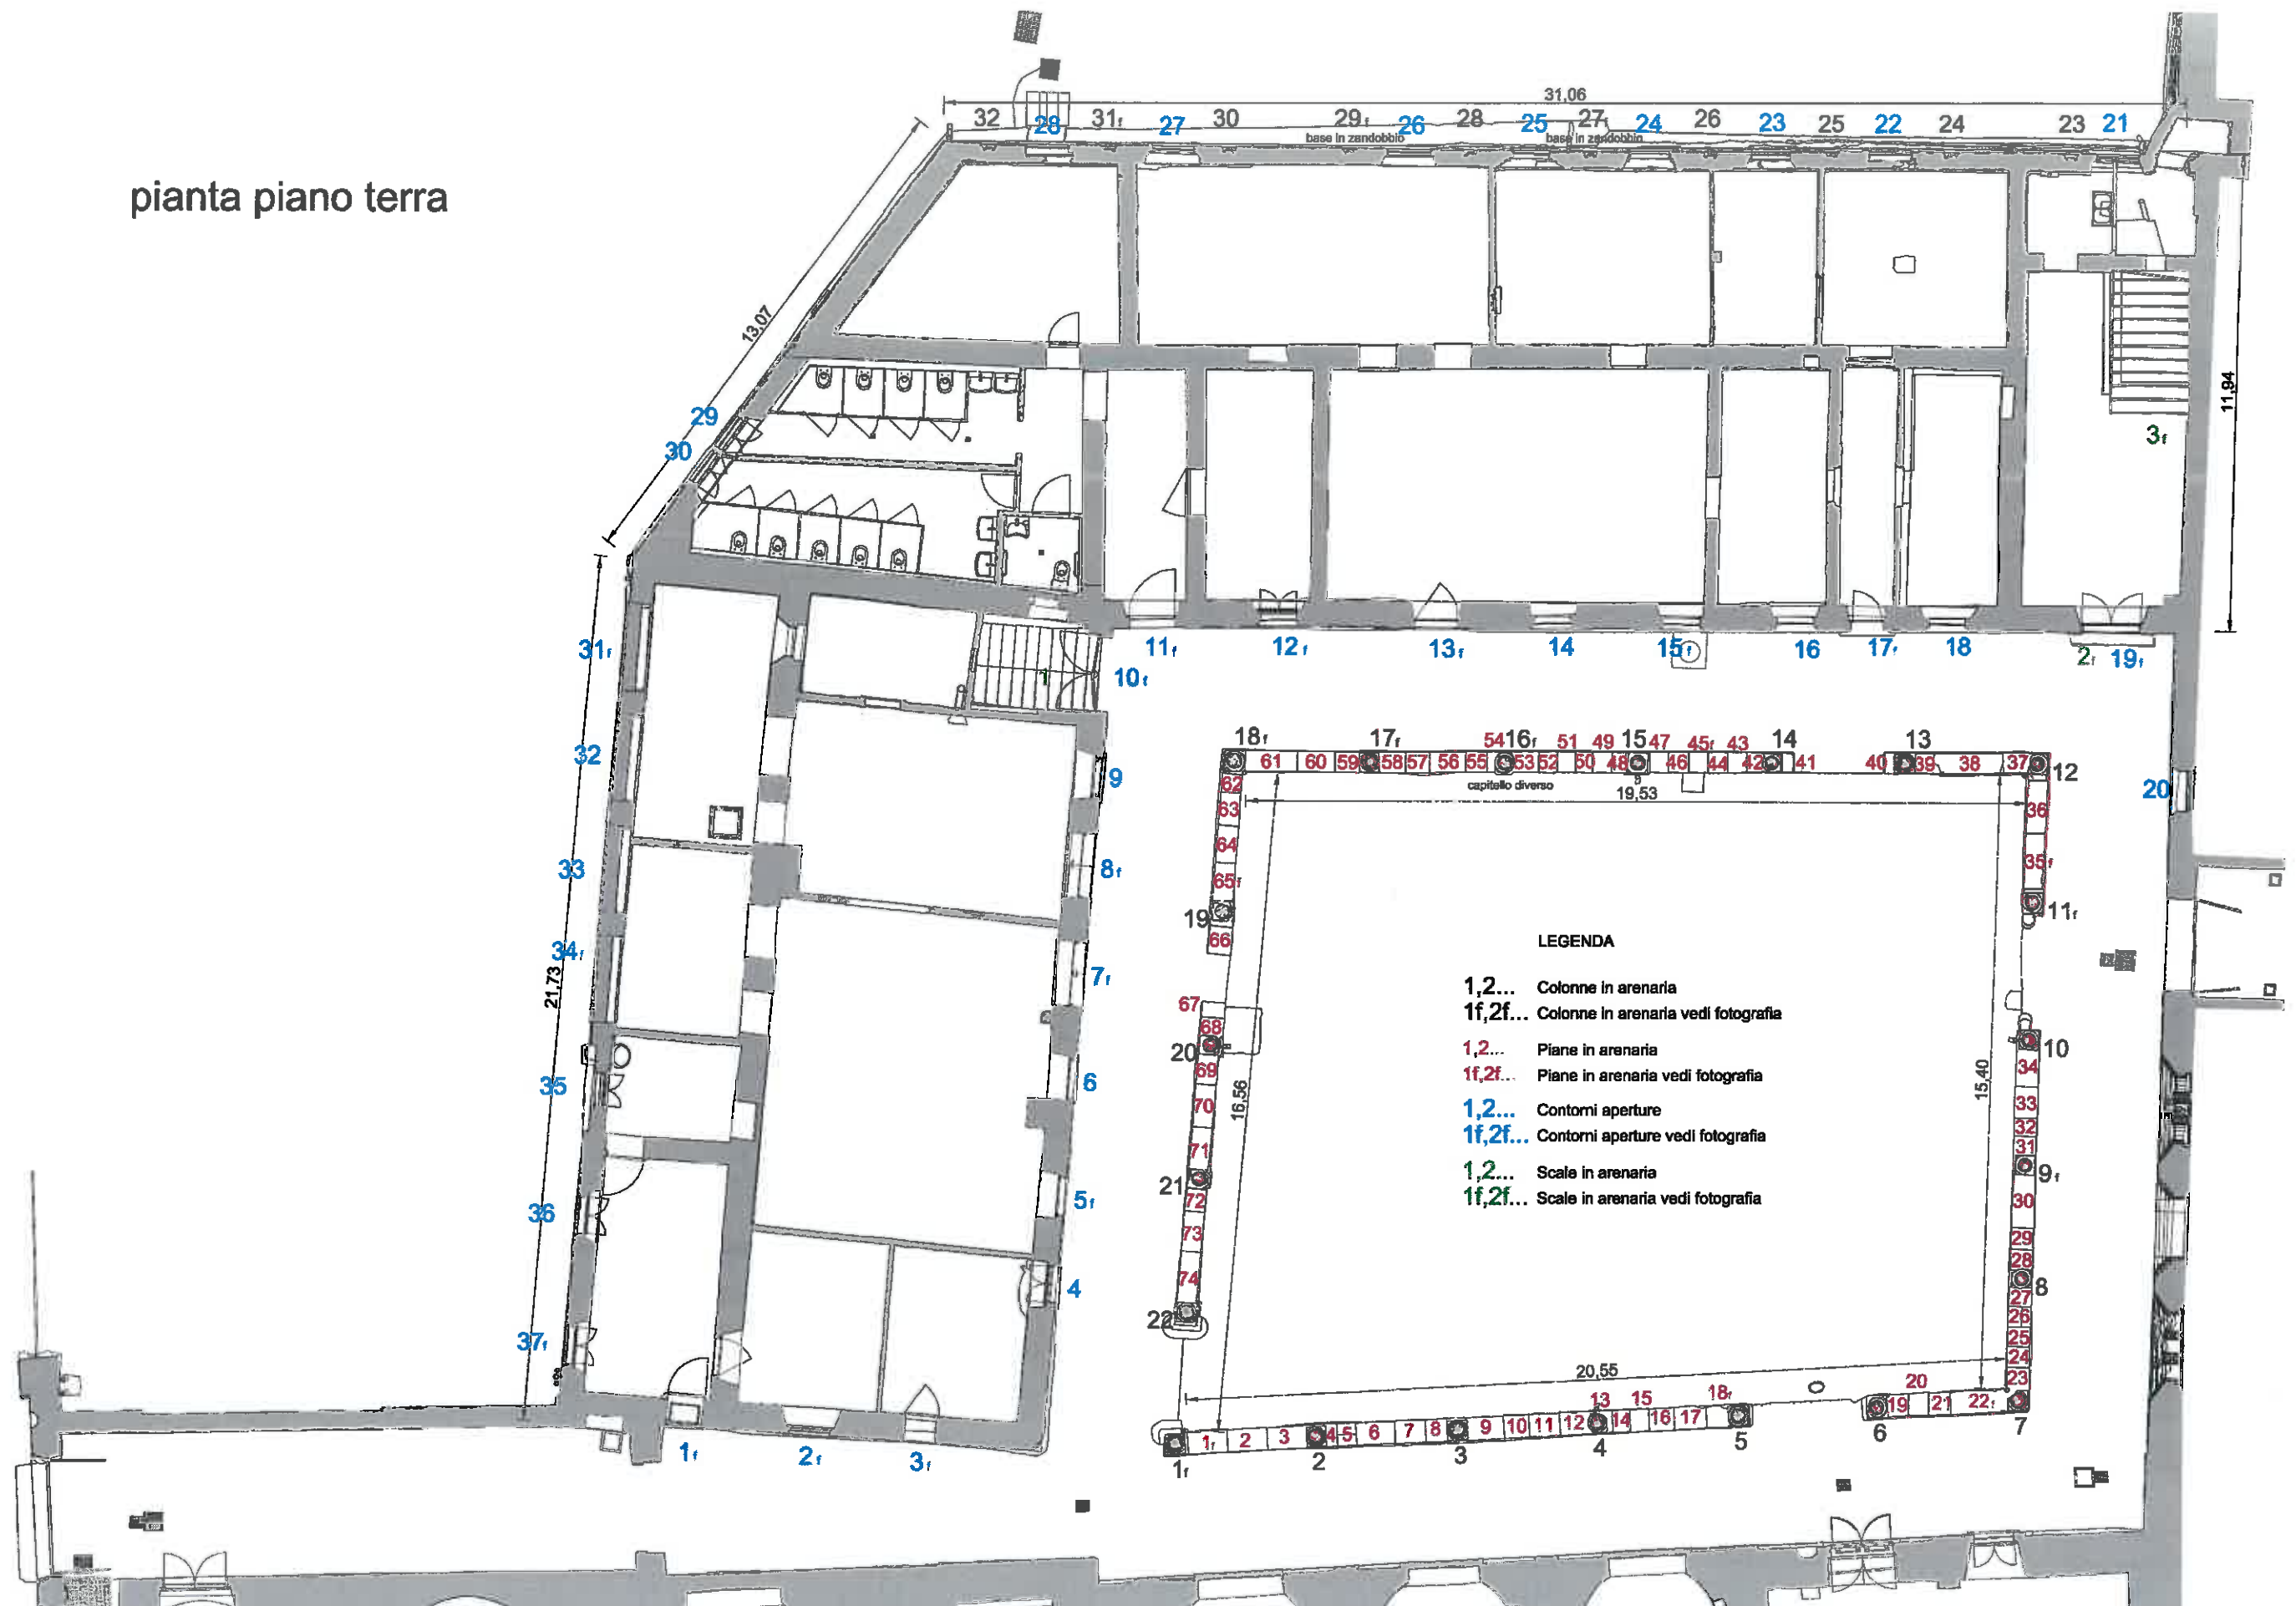 pianta piano terra
31,06
32 28 31f 27 30 29f 26 28 25 27f 24 26 23 25 22 24 23 21
base in zandobbio base in zandobbio
13,07
11,94
29
30
3f
31f
1 10f 11f 12f 13f 14 15f 16 17f 18 2f 19f
32
33
34f
21,73
35
36
37f
9
8f
7f
6
5f
4
1f 2f 3f
20
18f 17f 54 16f 51 49 15 47 45f 43 14 13
61 60 59 58 57 56 55 53 52 50 48 46 44 42 41 40 39 38 37 12
capitello diverso
19,53
62
63
64
65f
19
66
67
68
20
69
70
71
21
72
73
74
22
16,56
36
35f
11f
10
34
33
32
31
9f
30
29
28
8
27
26
25
24
23
15,40
LEGENDA
1,2... Colonne in arenaria
1f,2f... Colonne in arenaria vedi fotografia
1,2... Piane in arenaria
1f,2f... Piane in arenaria vedi fotografia
1,2... Contorni aperture
1f,2f... Contorni aperture vedi fotografia
1,2... Scale in arenaria
1f,2f... Scale in arenaria vedi fotografia
20,55
13 15 18f 20
1f 2 3 4 5 6 7 8 9 10 11 12 14 16 17 19 21 22f
1f 2 3 4 5 6 7